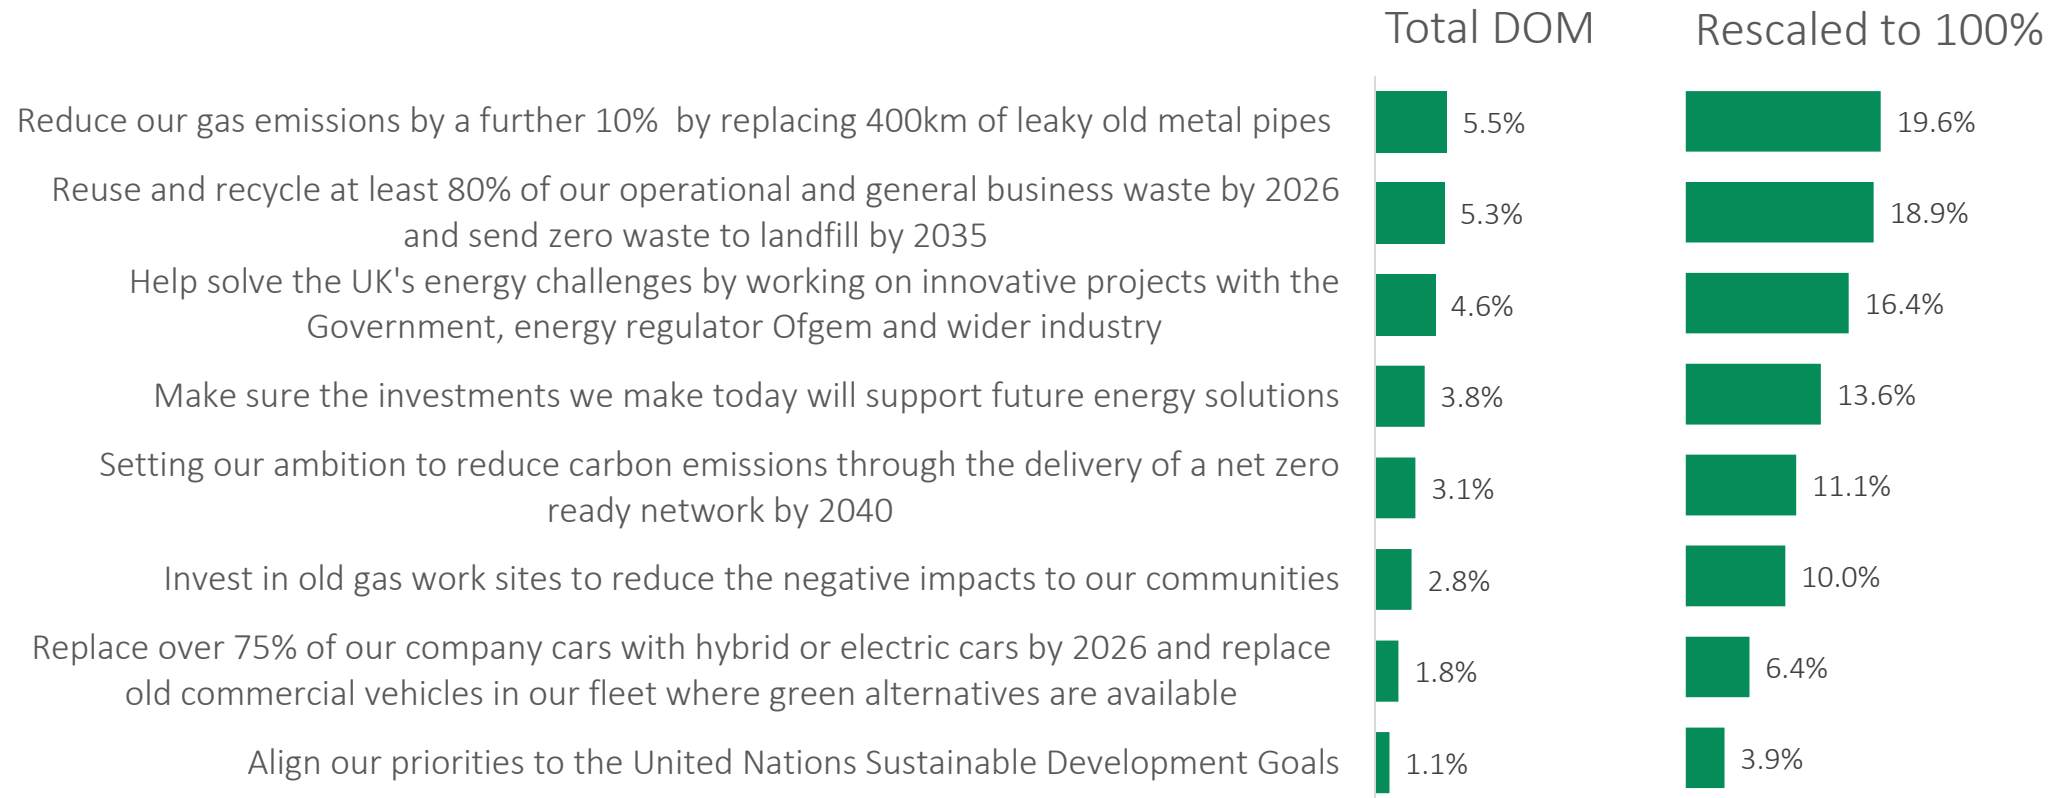 Total DOM
Rescaled to 100%
Reduce our gas emissions by a further 10%  by replacing 400km of leaky old metal pipes
5.5%
19.6%
Reuse and recycle at least 80% of our operational and general business waste by 2026
and send zero waste to landfill by 2035
5.3%
18.9%
Help solve the UK's energy challenges by working on innovative projects with the
Government, energy regulator Ofgem and wider industry
4.6%
16.4%
Make sure the investments we make today will support future energy solutions
3.8%
13.6%
Setting our ambition to reduce carbon emissions through the delivery of a net zero
ready network by 2040
3.1%
11.1%
Invest in old gas work sites to reduce the negative impacts to our communities
2.8%
10.0%
Replace over 75% of our company cars with hybrid or electric cars by 2026 and replace
old commercial vehicles in our fleet where green alternatives are available
1.8%
6.4%
Align our priorities to the United Nations Sustainable Development Goals
1.1%
3.9%